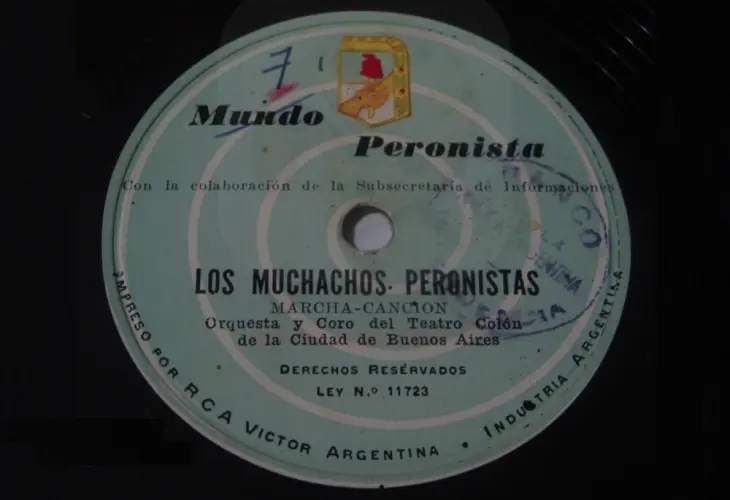 7
Mundo
Peronista
Con la colaboración de la Subsecretaría de Informaciones
LOS MUCHACHOS PERONISTAS
MARCHA-CANCION
Orquesta y Coro del Teatro Colón
de la Ciudad de Buenos Aires
DERECHOS RESERVADOS
LEY N.º 11723
IMPRESO POR RCA VICTOR ARGENTINA • INDUSTRIA ARGENTINA